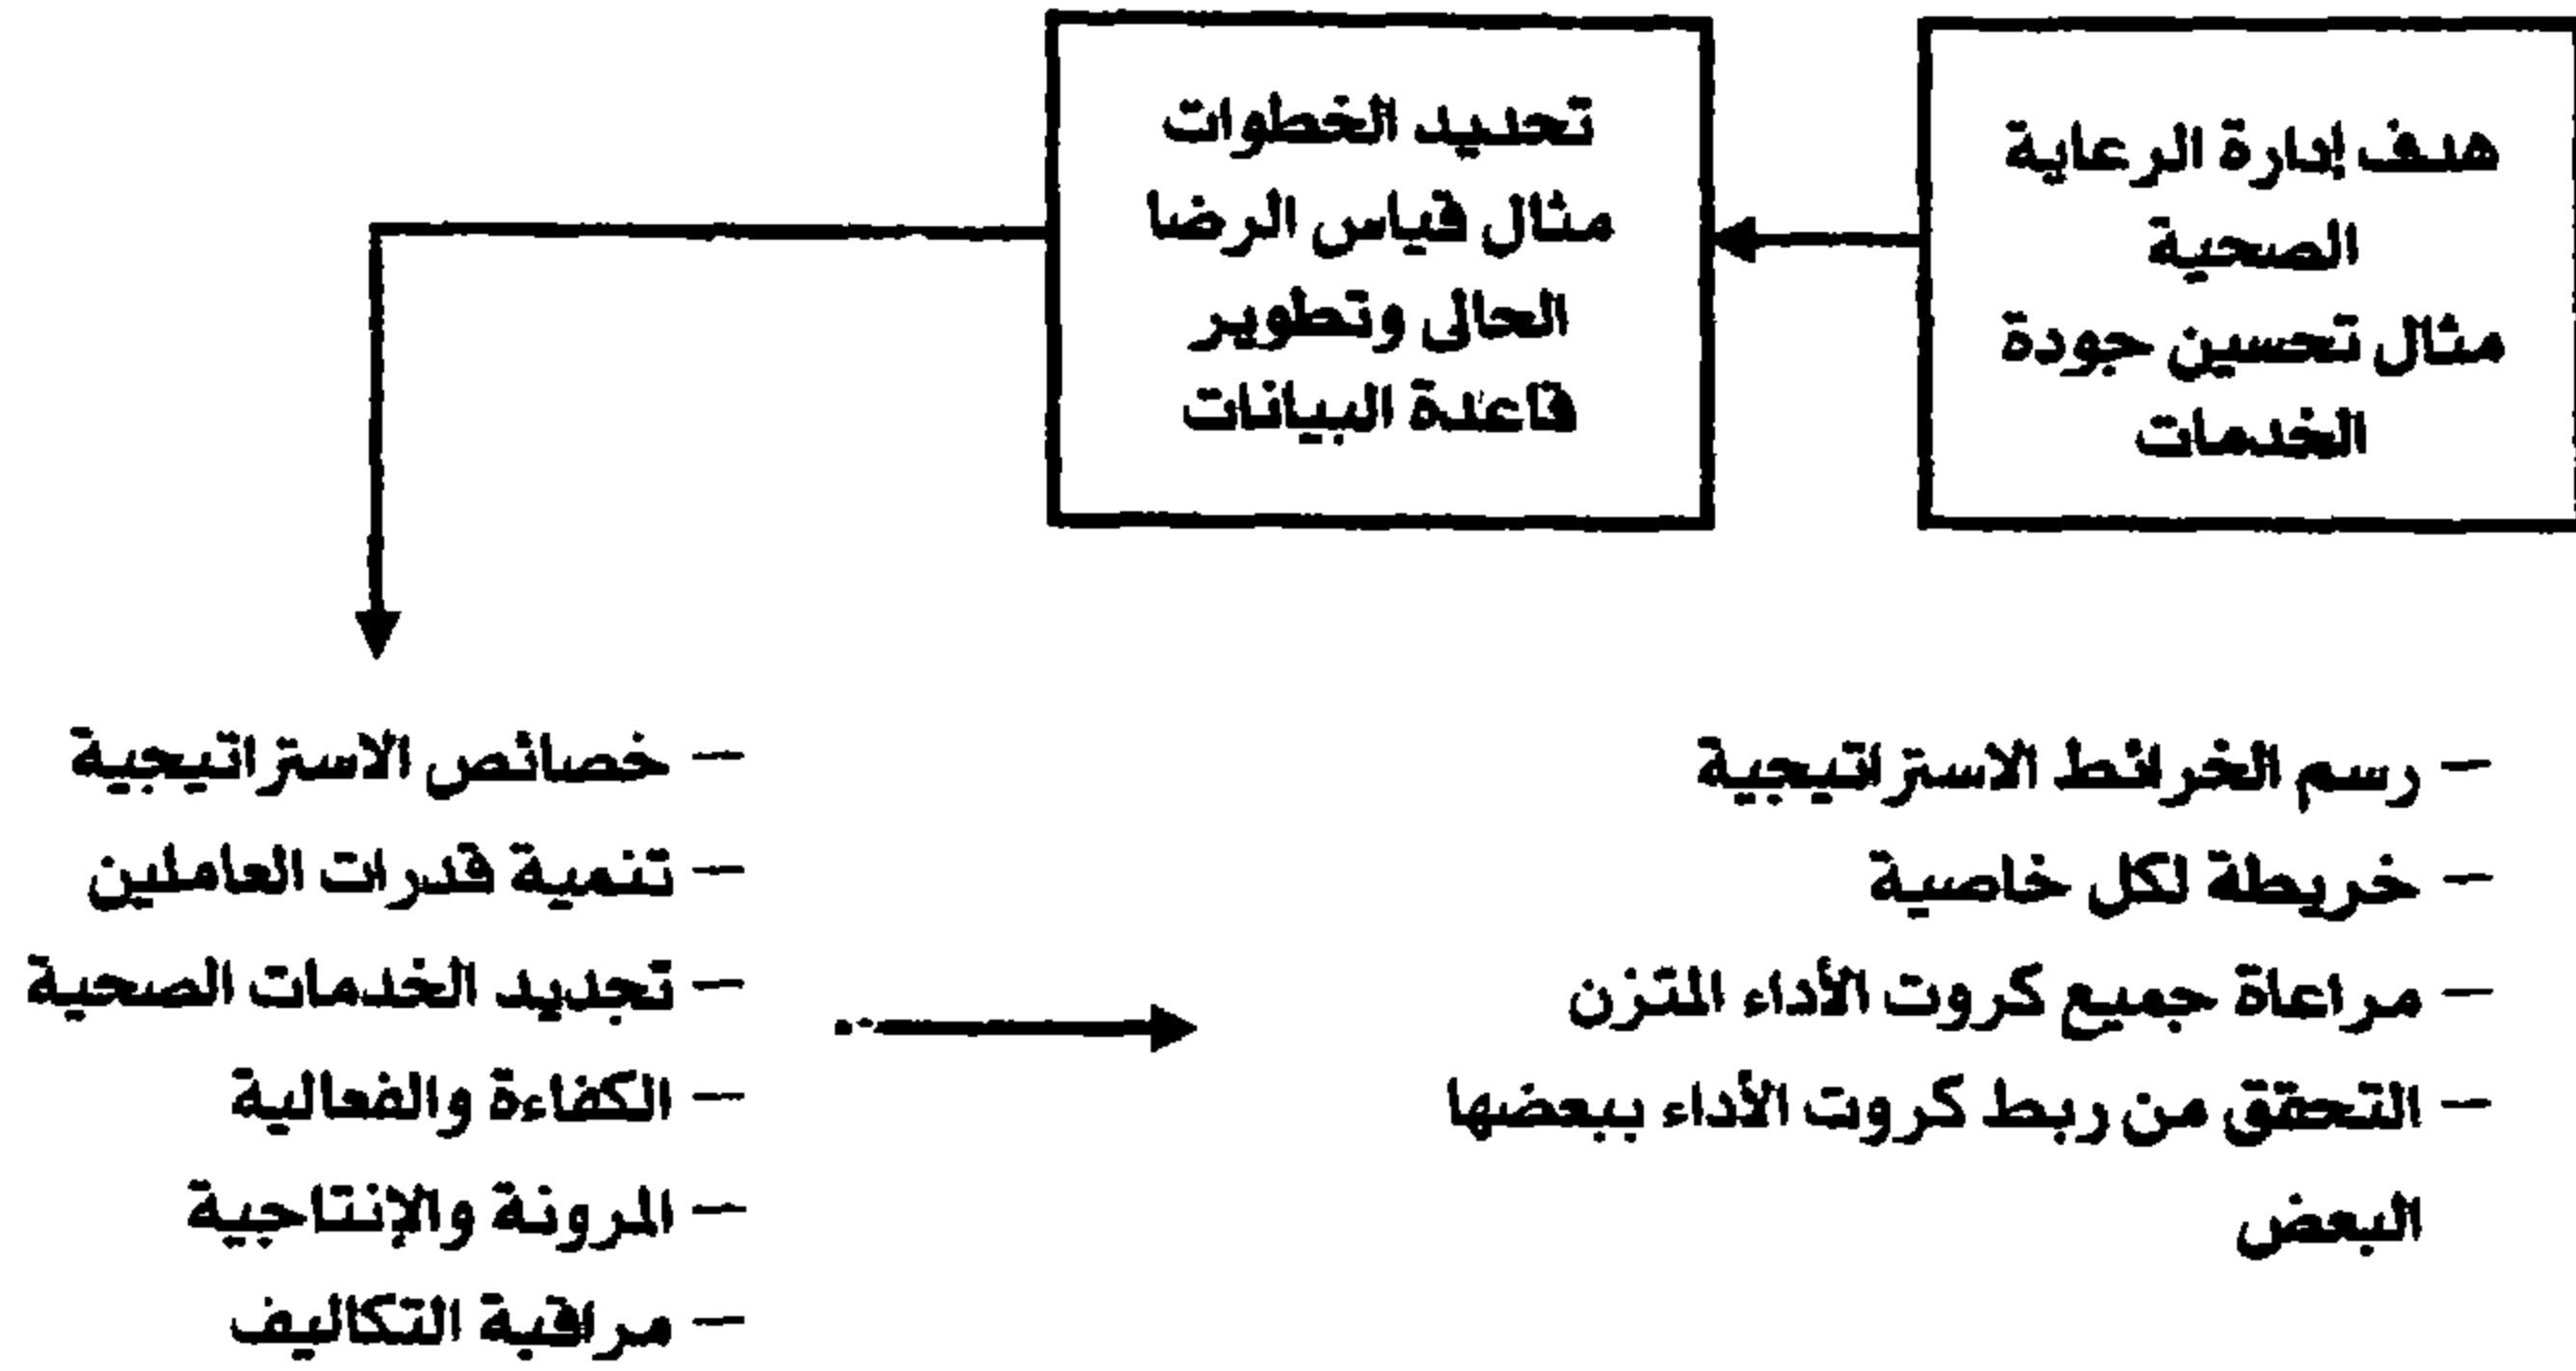 هدف إدارة الرعاية
الصحية
مثال تحسين جودة
الخدمات
تحديد الخطوات
مثال قياس الرضا
الحالى وتطوير
قاعدة البيانات
– خصائص الاستراتيجية
– تنمية قدرات العاملين
– تجديد الخدمات الصحية
– الكفاءة والفعالية
– المرونة والإنتاجية
– مراقبة التكاليف
– رسم الخرائط الاستراتيجية
– خريطة لكل خاصية
– مراعاة جميع كروت الأداء المتزن
– التحقق من ربط كروت الأداء ببعضها
البعض